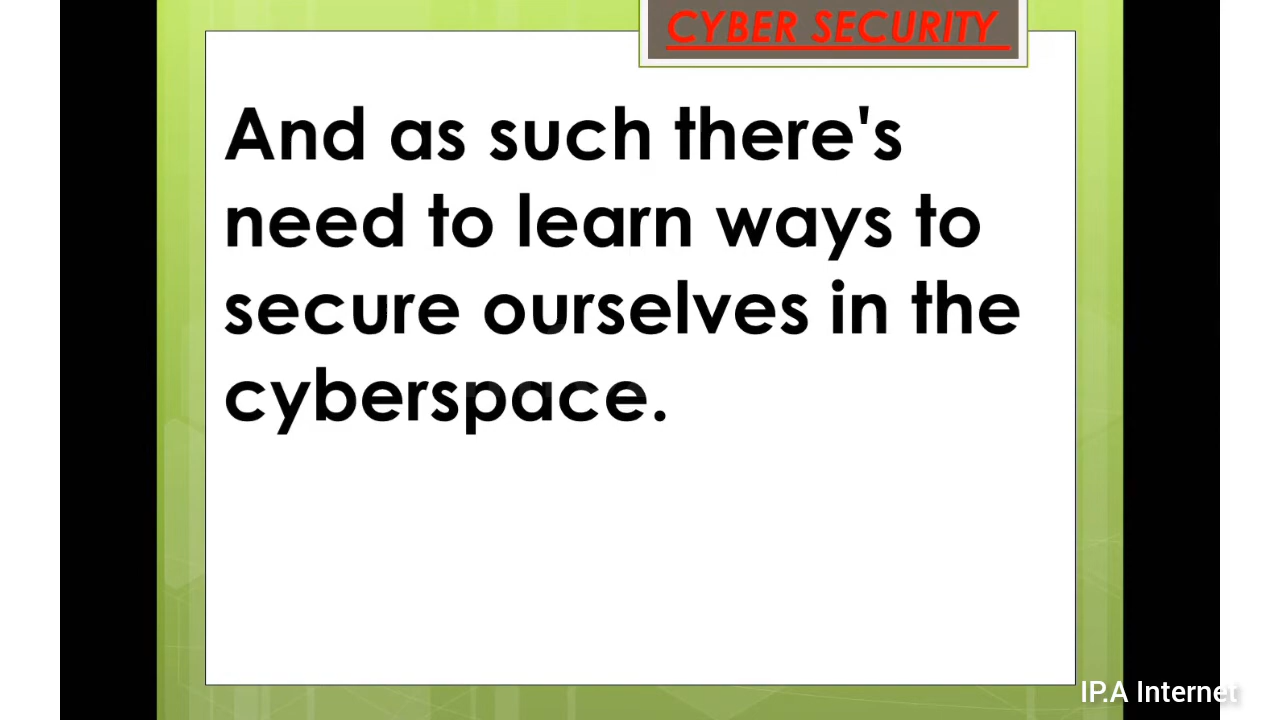 CYBER SECURITY
And as such there's
need to learn ways to
secure ourselves in the
cyberspace.
IP.A Internet